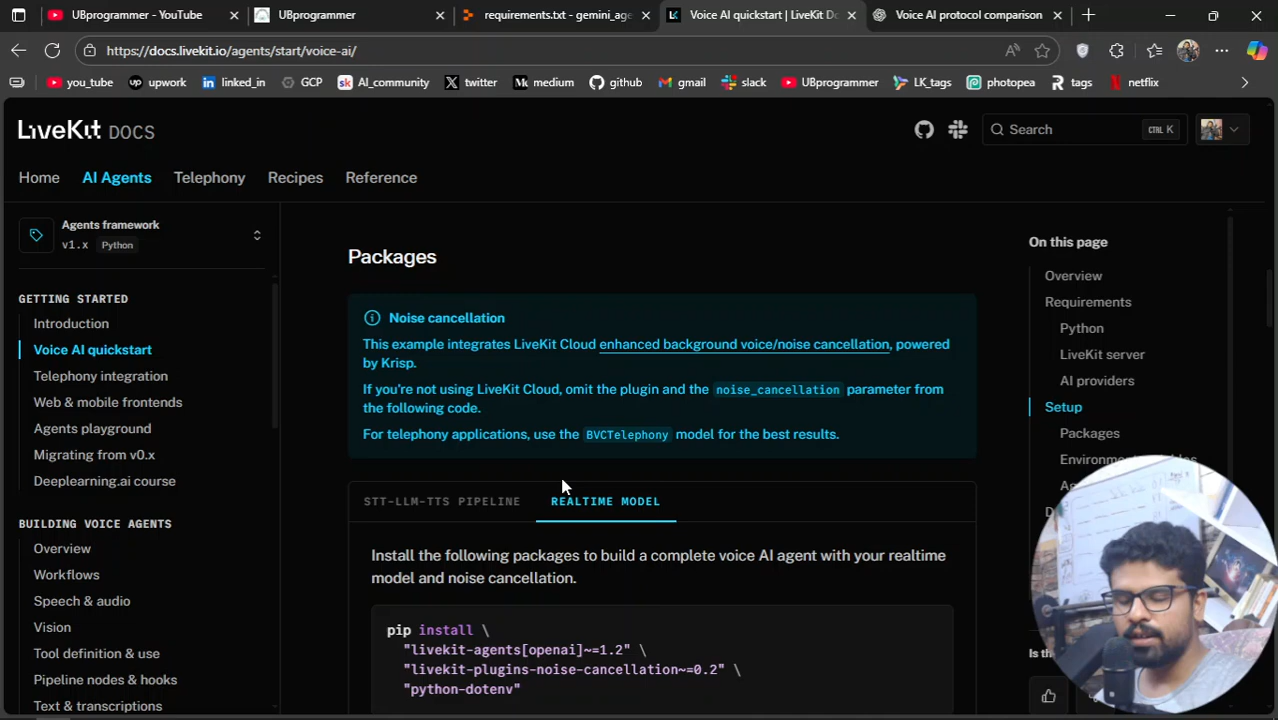 UBprogrammer - YouTube
UBprogrammer
requirements.txt - gemini_age
Voice AI quickstart | LiveKit Do
Voice AI protocol comparison
https://docs.livekit.io/agents/start/voice-ai/
you_tube
upwork
linked_in
GCP
AI_community
twitter
medium
github
gmail
slack
UBprogrammer
LK_tags
photopea
tags
netflix
LiveKit DOCS
Search
CTRL K
Home
AI Agents
Telephony
Recipes
Reference
Agents framework
v1.x Python
GETTING STARTED
Introduction
Voice AI quickstart
Telephony integration
Web & mobile frontends
Agents playground
Migrating from v0.x
Deeplearning.ai course
BUILDING VOICE AGENTS
Overview
Workflows
Speech & audio
Vision
Tool definition & use
Pipeline nodes & hooks
Text & transcriptions
Packages
Noise cancellation
This example integrates LiveKit Cloud enhanced background voice/noise cancellation, powered
by Krisp.
If you're not using LiveKit Cloud, omit the plugin and the noise_cancellation parameter from
the following code.
For telephony applications, use the BVCTelephony model for the best results.
STT-LLM-TTS PIPELINE
REALTIME MODEL
Install the following packages to build a complete voice AI agent with your realtime
model and noise cancellation.
pip install \
"livekit-agents[openai]~=1.2" \
"livekit-plugins-noise-cancellation~=0.2" \
"python-dotenv"
On this page
Overview
Requirements
Python
LiveKit server
AI providers
Setup
Packages